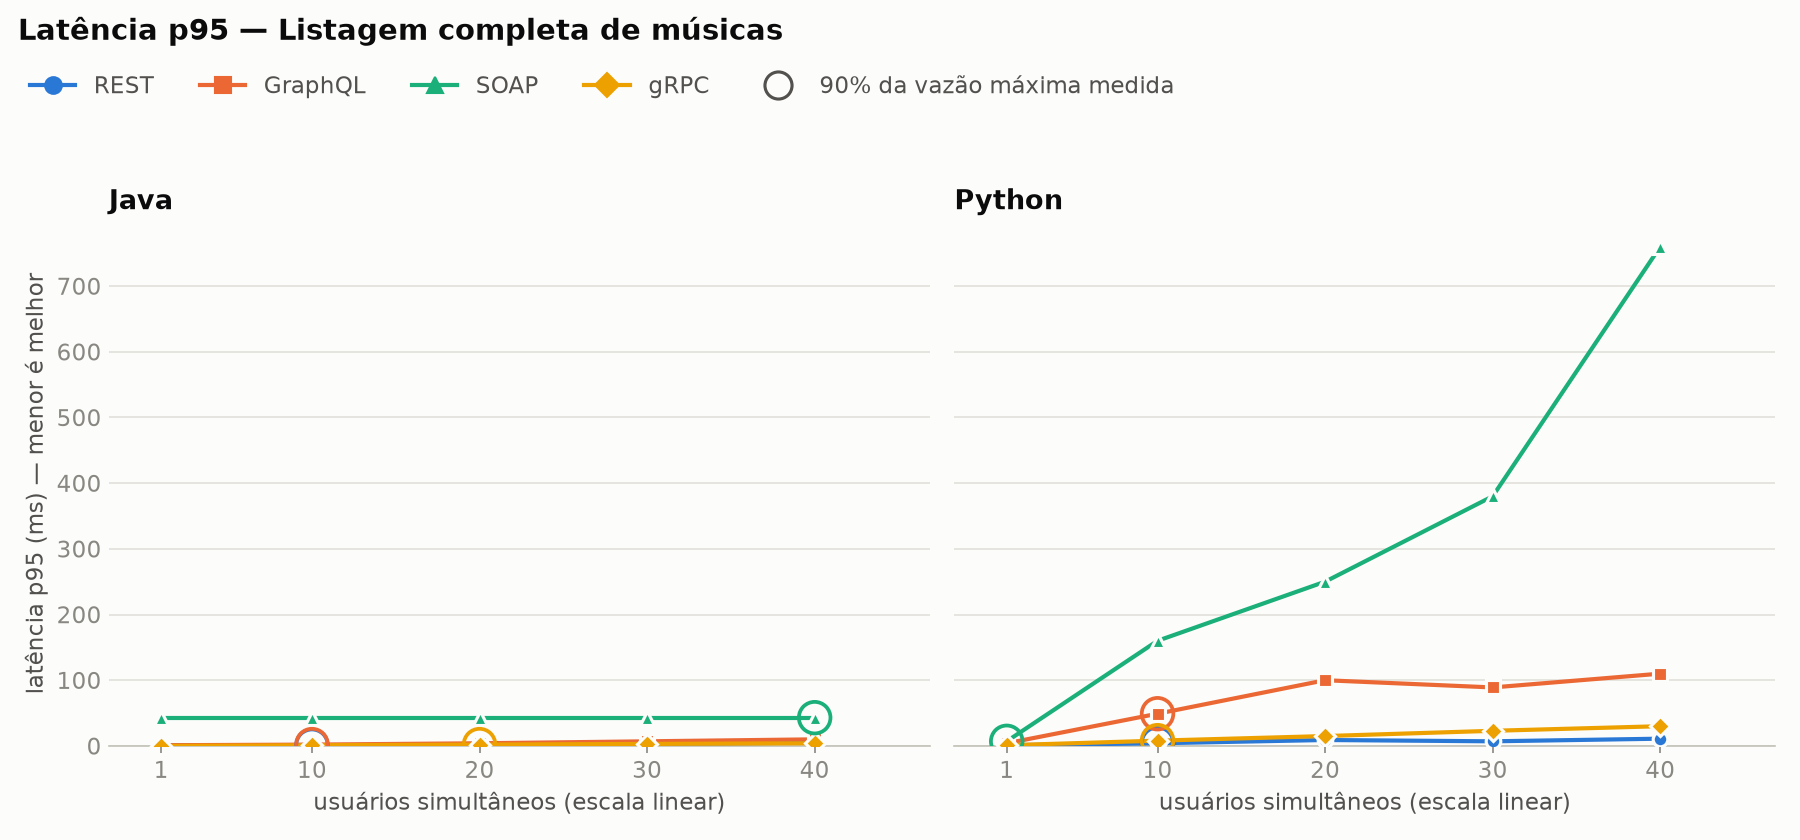 Latência p95 — Listagem completa de músicas
REST GraphQL SOAP gRPC 90% da vazão máxima medida
Java
Python
latência p95 (ms) — menor é melhor
700
600
500
400
300
200
100
0
1 10 20 30 40
1 10 20 30 40
usuários simultâneos (escala linear)
usuários simultâneos (escala linear)